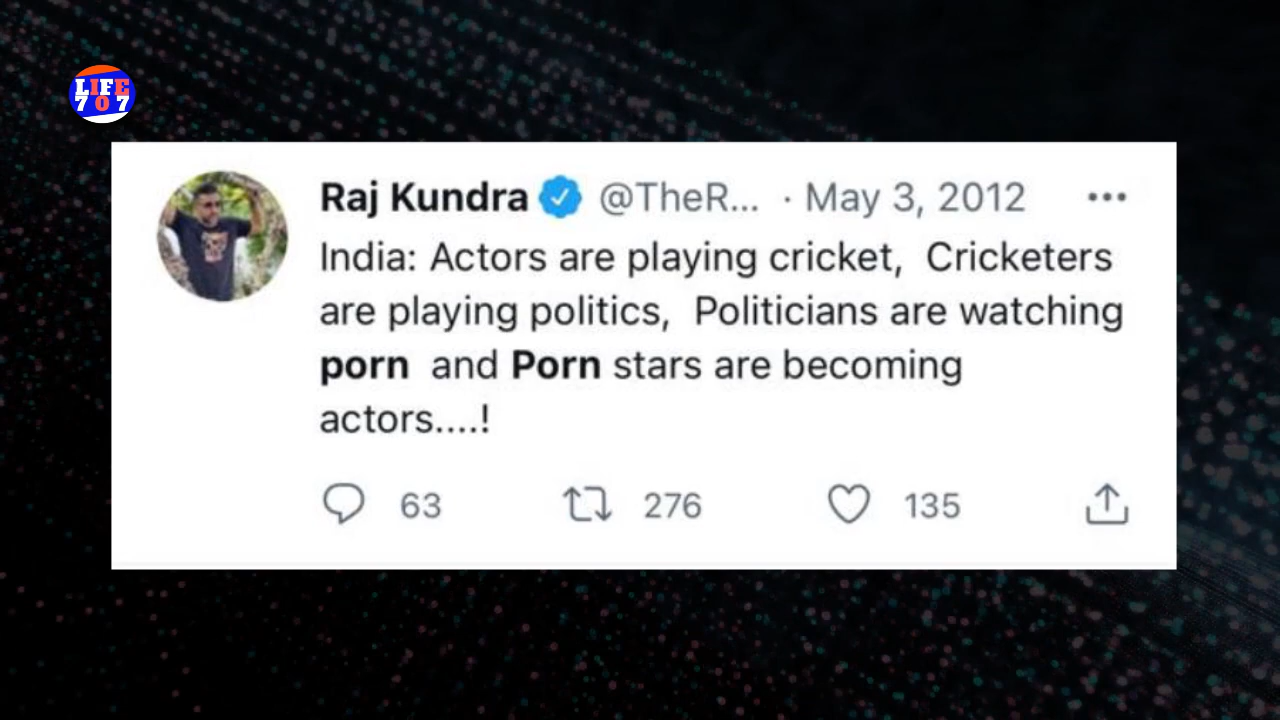 LIFE
707
Raj Kundra @TheR... · May 3, 2012
India: Actors are playing cricket,  Cricketers
are playing politics,  Politicians are watching
porn  and Porn stars are becoming
actors....!
63 276 135